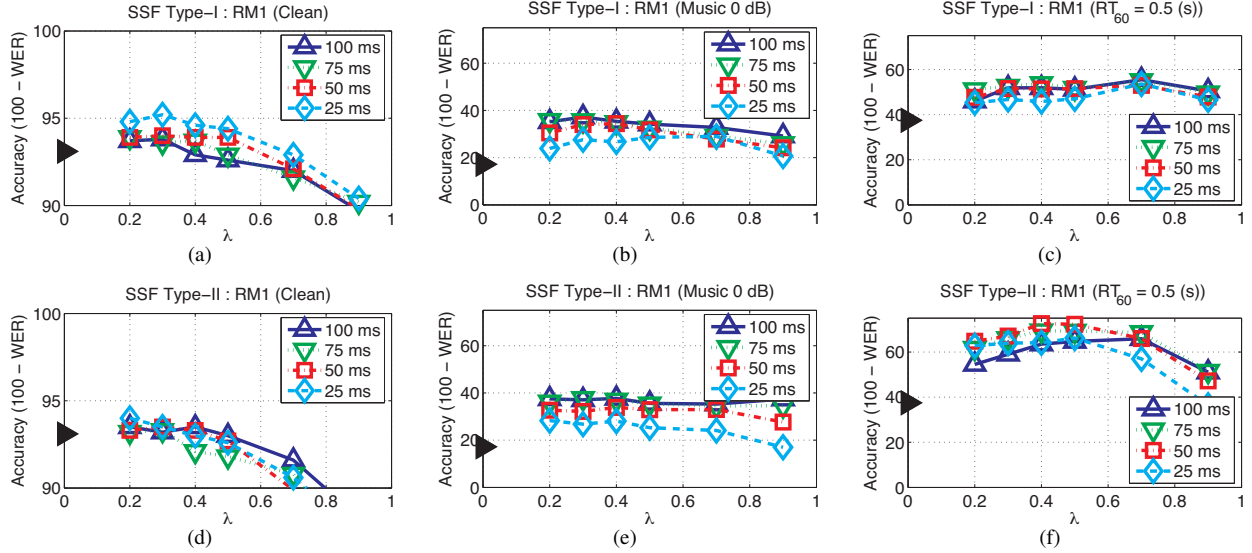 SSF Type−I : RM1 (Clean)
100
95
90
Accuracy (100 − WER)
0 0.2 0.4 0.6 0.8 1
λ
100 ms
75 ms
50 ms
25 ms
(a)
SSF Type−I : RM1 (Music 0 dB)
60
40
20
0
Accuracy (100 − WER)
0 0.2 0.4 0.6 0.8 1
λ
100 ms
75 ms
50 ms
25 ms
(b)
SSF Type−I : RM1 (RT60 = 0.5 (s))
60
40
20
0
Accuracy (100 − WER)
0 0.2 0.4 0.6 0.8 1
λ
100 ms
75 ms
50 ms
25 ms
(c)
SSF Type−II : RM1 (Clean)
100
95
90
Accuracy (100 − WER)
0 0.2 0.4 0.6 0.8 1
λ
100 ms
75 ms
50 ms
25 ms
(d)
SSF Type−II : RM1 (Music 0 dB)
60
40
20
0
Accuracy (100 − WER)
0 0.2 0.4 0.6 0.8 1
λ
100 ms
75 ms
50 ms
25 ms
(e)
SSF Type−II : RM1 (RT60 = 0.5 (s))
60
40
20
0
Accuracy (100 − WER)
0 0.2 0.4 0.6 0.8 1
λ
100 ms
75 ms
50 ms
25 ms
(f)